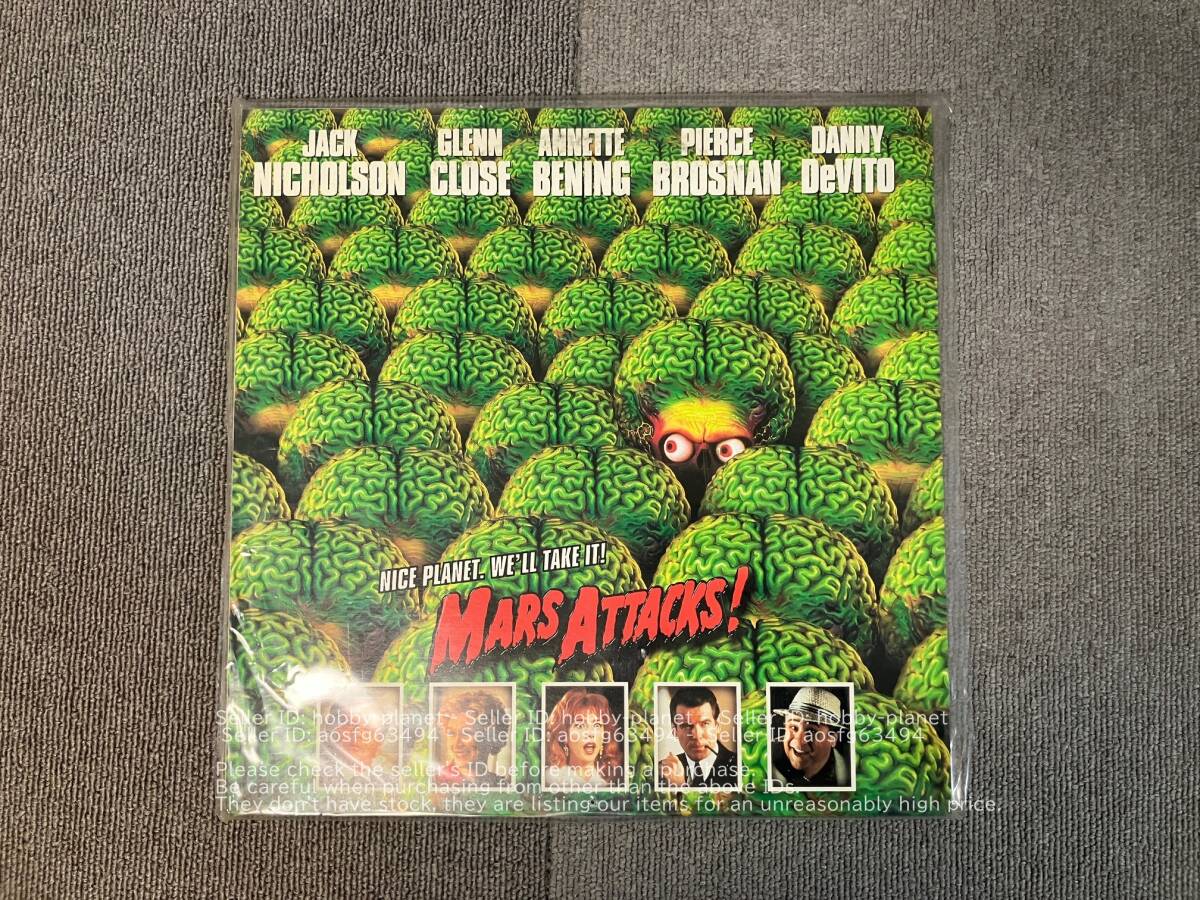 JACK NICHOLSON
GLENN CLOSE
ANNETTE BENING
PIERCE BROSNAN
DANNY DeVITO
NICE PLANET. WE'LL TAKE IT!
MARS ATTACKS!
Seller ID: hobby-planet - Seller ID: hobby-planet - Seller ID: hobby-planet
Seller ID: aosfg63494 - Seller ID: aosfg63494 - Seller ID: aosfg63494
Please check the seller's ID before making a purchase.
Be careful when purchasing from other than the above IDs.
They don't have stock, they are listing our items for an unreasonably high price.